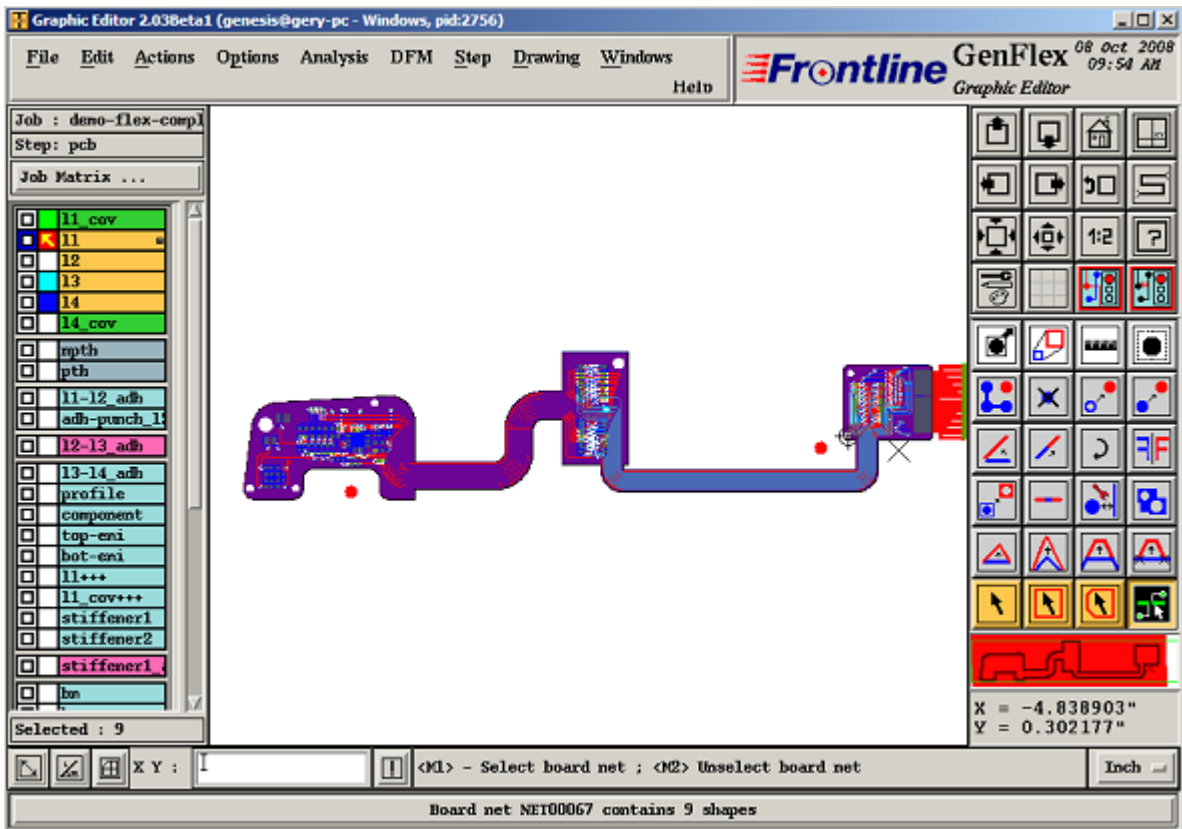 Graphic Editor 2.03Beta1 (genesis@gery-pc - Windows, pid:2756)
File Edit Actions Options Analysis DFM Step Drawing Windows
Help
Frontline
GenFlex
Graphic Editor
08 Oct 2008
09:54 AM
Job : demo-flex-compl
Step: pcb
Job Matrix ...
l1_cov
l1
l2
l3
l4
l4_cov
npth
pth
l1-l2_adh
adh-punch_l
l2-l3_adh
l3-l4_adh
profile
component
top-emi
bot-emi
l1+++
l1_cov+++
stiffener1
stiffener2
stiffener1_
bm
1:2
?
X = -4.838903"
Y = 0.302177"
Selected : 9
X Y :
!
<M1> - Select board net ; <M2> Unselect board net
Inch
Board net NET00067 contains 9 shapes